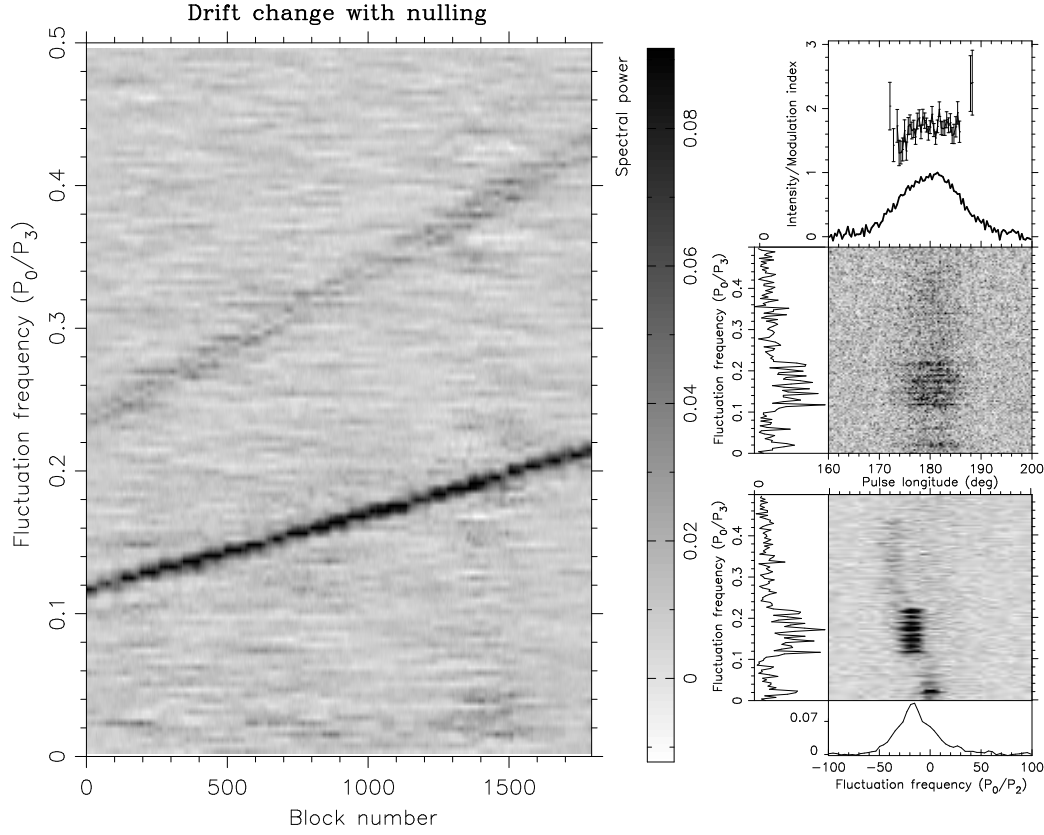 Drift change with nulling
Fluctuation frequency (P0/P3)
0.5
0.4
0.3
0.2
0.1
0
0 500 1000 1500
Block number
Spectral power
0.08
0.06
0.04
0.02
0
Intensity/Modulation index
3
2
1
0
0
Fluctuation frequency (P0/P3)
0.4
0.3
0.2
0.1
0
160 170 180 190 200
Pulse longitude (deg)
0
Fluctuation frequency (P0/P3)
0.4
0.3
0.2
0.1
0
0.07
0
−100 −50 0 50 100
Fluctuation frequency (P0/P2)